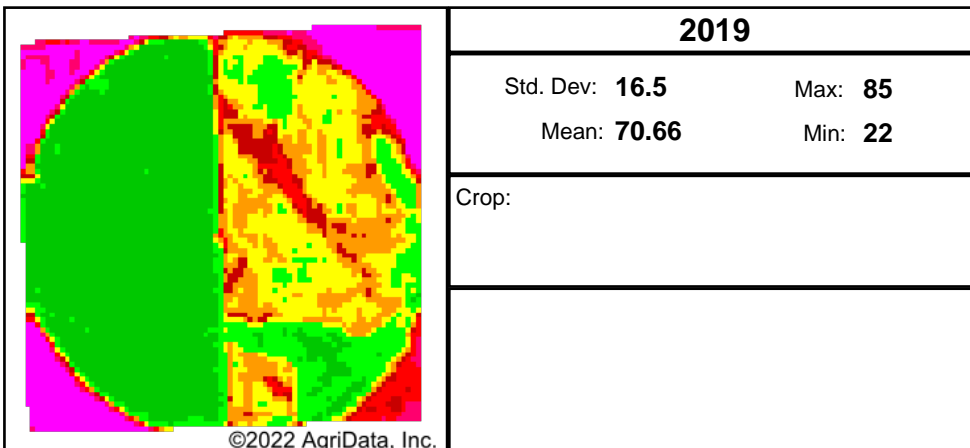 2019
Std. Dev: 16.5 Max: 85
Mean: 70.66 Min: 22
Crop:
©2022 AgriData, Inc.